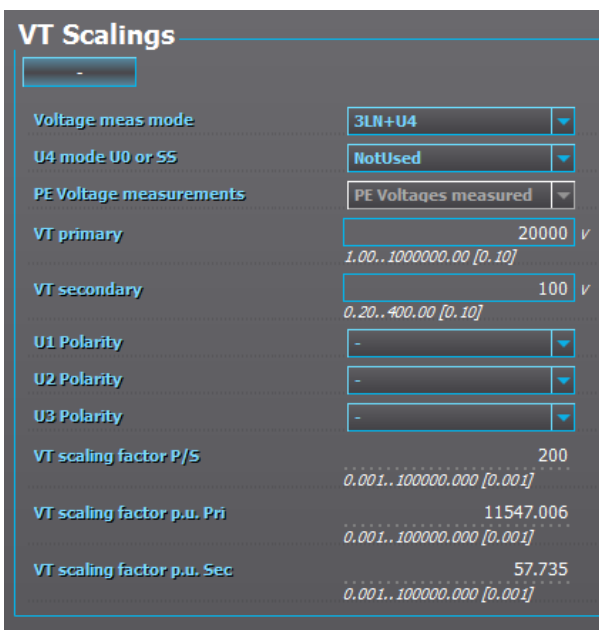 VT Scalings
-
Voltage meas mode 3LN+U4
U4 mode U0 or SS NotUsed
PE Voltage measurements PE Voltages measured
VT primary 20000 V
1.00..1000000.00 [0.10]
VT secondary 100 V
0.20..400.00 [0.10]
U1 Polarity -
U2 Polarity -
U3 Polarity -
VT scaling factor P/S 200
0.001..100000.000 [0.001]
VT scaling factor p.u. Pri 11547.006
0.001..100000.000 [0.001]
VT scaling factor p.u. Sec 57.735
0.001..100000.000 [0.001]